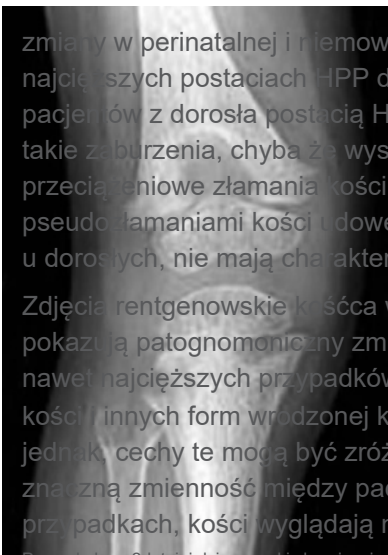 zmiany w perinatalnej i niemow
najcięższych postaciach HPP d
pacjentów z dorosła postacią H
takie zaburzenia, chyba że wys
przeciążeniowe złamania kości
pseudozłamaniami kości udowe
u dorosłych, nie mają charakter
Zdjęcia rentgenowskie kośćca w
pokazują patognomoniczny zm
nawet najcięższych przypadków
kości i innych form wrodzonej k
jednak, cechy te mogą być zróż
znaczną zmienność między pac
przypadkach, kości wyglądają n